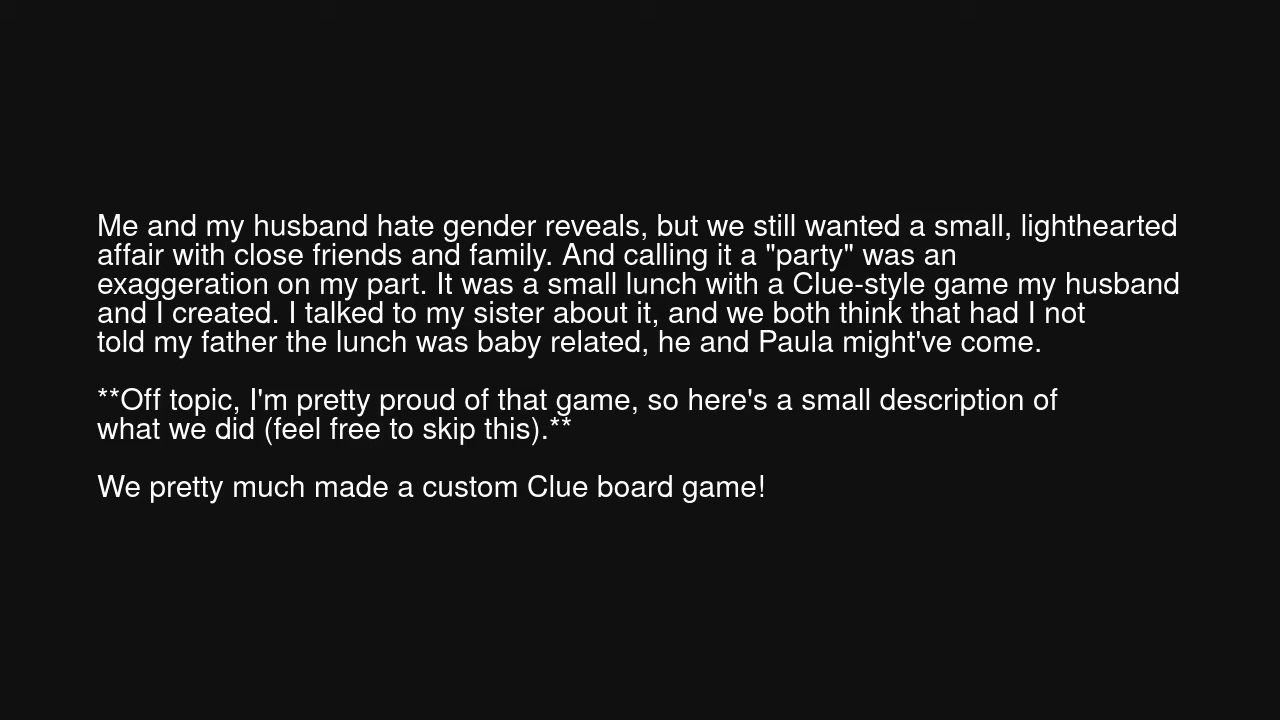 Me and my husband hate gender reveals, but we still wanted a small, lighthearted
affair with close friends and family. And calling it a "party" was an
exaggeration on my part. It was a small lunch with a Clue-style game my husband
and I created. I talked to my sister about it, and we both think that had I not
told my father the lunch was baby related, he and Paula might've come.
**Off topic, I'm pretty proud of that game, so here's a small description of
what we did (feel free to skip this).**
We pretty much made a custom Clue board game!